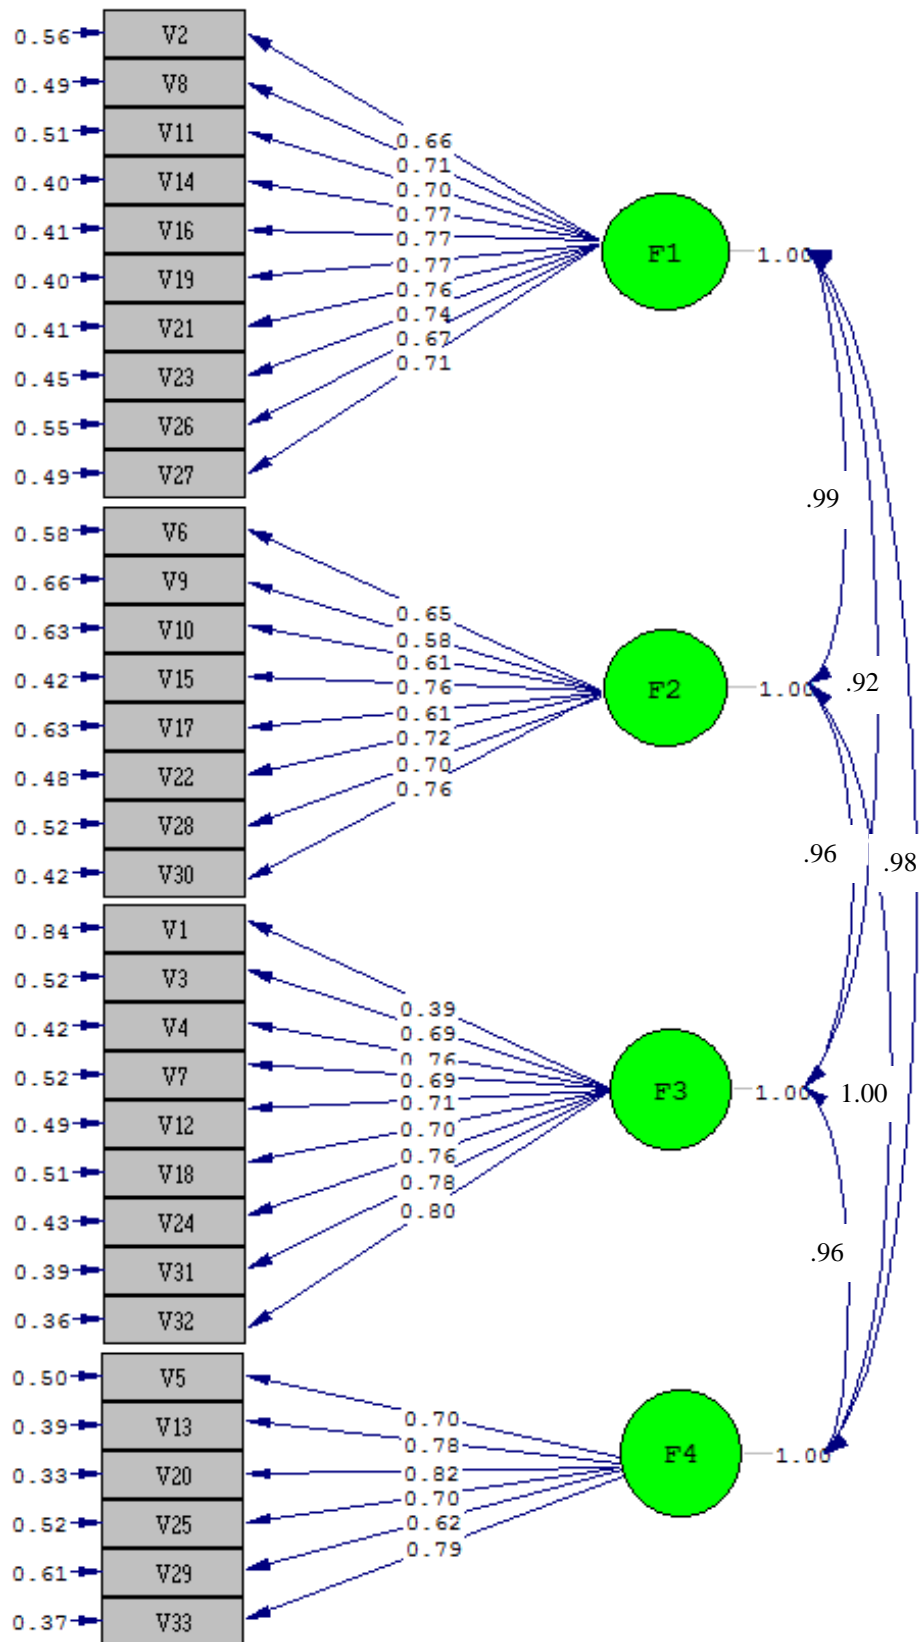 0.56 V2
0.49 V8
0.51 V11
0.40 V14
0.41 V16
0.40 V19
0.41 V21
0.45 V23
0.55 V26
0.49 V27
0.66
0.71
0.70
0.77
0.77
0.77
0.76
0.74
0.67
0.71
F1 1.00
.99
0.58 V6
0.66 V9
0.63 V10
0.42 V15
0.63 V17
0.48 V22
0.52 V28
0.42 V30
0.65
0.58
0.61
0.76
0.61
0.72
0.70
0.76
F2 1.00
.92
.96
.98
0.84 V1
0.52 V3
0.42 V4
0.52 V7
0.49 V12
0.51 V18
0.43 V24
0.39 V31
0.36 V32
0.39
0.69
0.76
0.69
0.71
0.70
0.76
0.78
0.80
F3 1.00
1.00
.96
0.50 V5
0.39 V13
0.33 V20
0.52 V25
0.61 V29
0.37 V33
0.70
0.78
0.82
0.70
0.62
0.79
F4 1.00